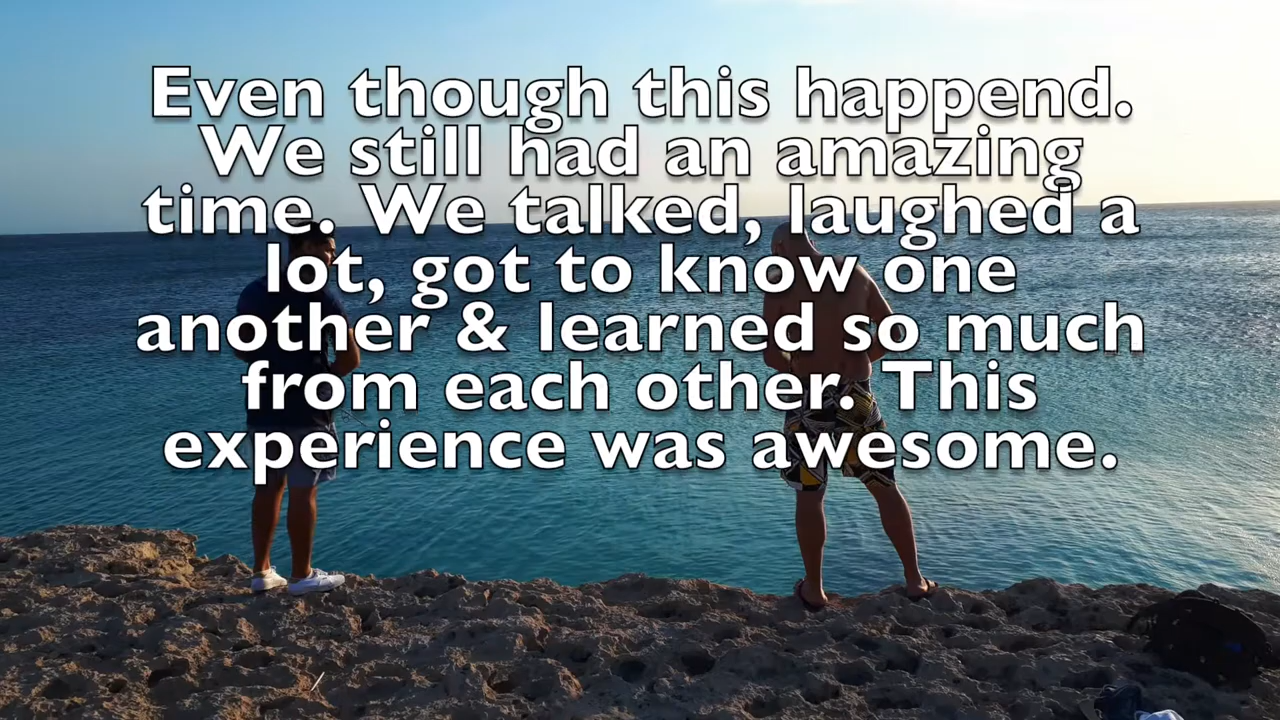 Even though this happend.
We still had an amazing
time. We talked, laughed a
lot, got to know one
another & learned so much
from each other. This
experience was awesome.